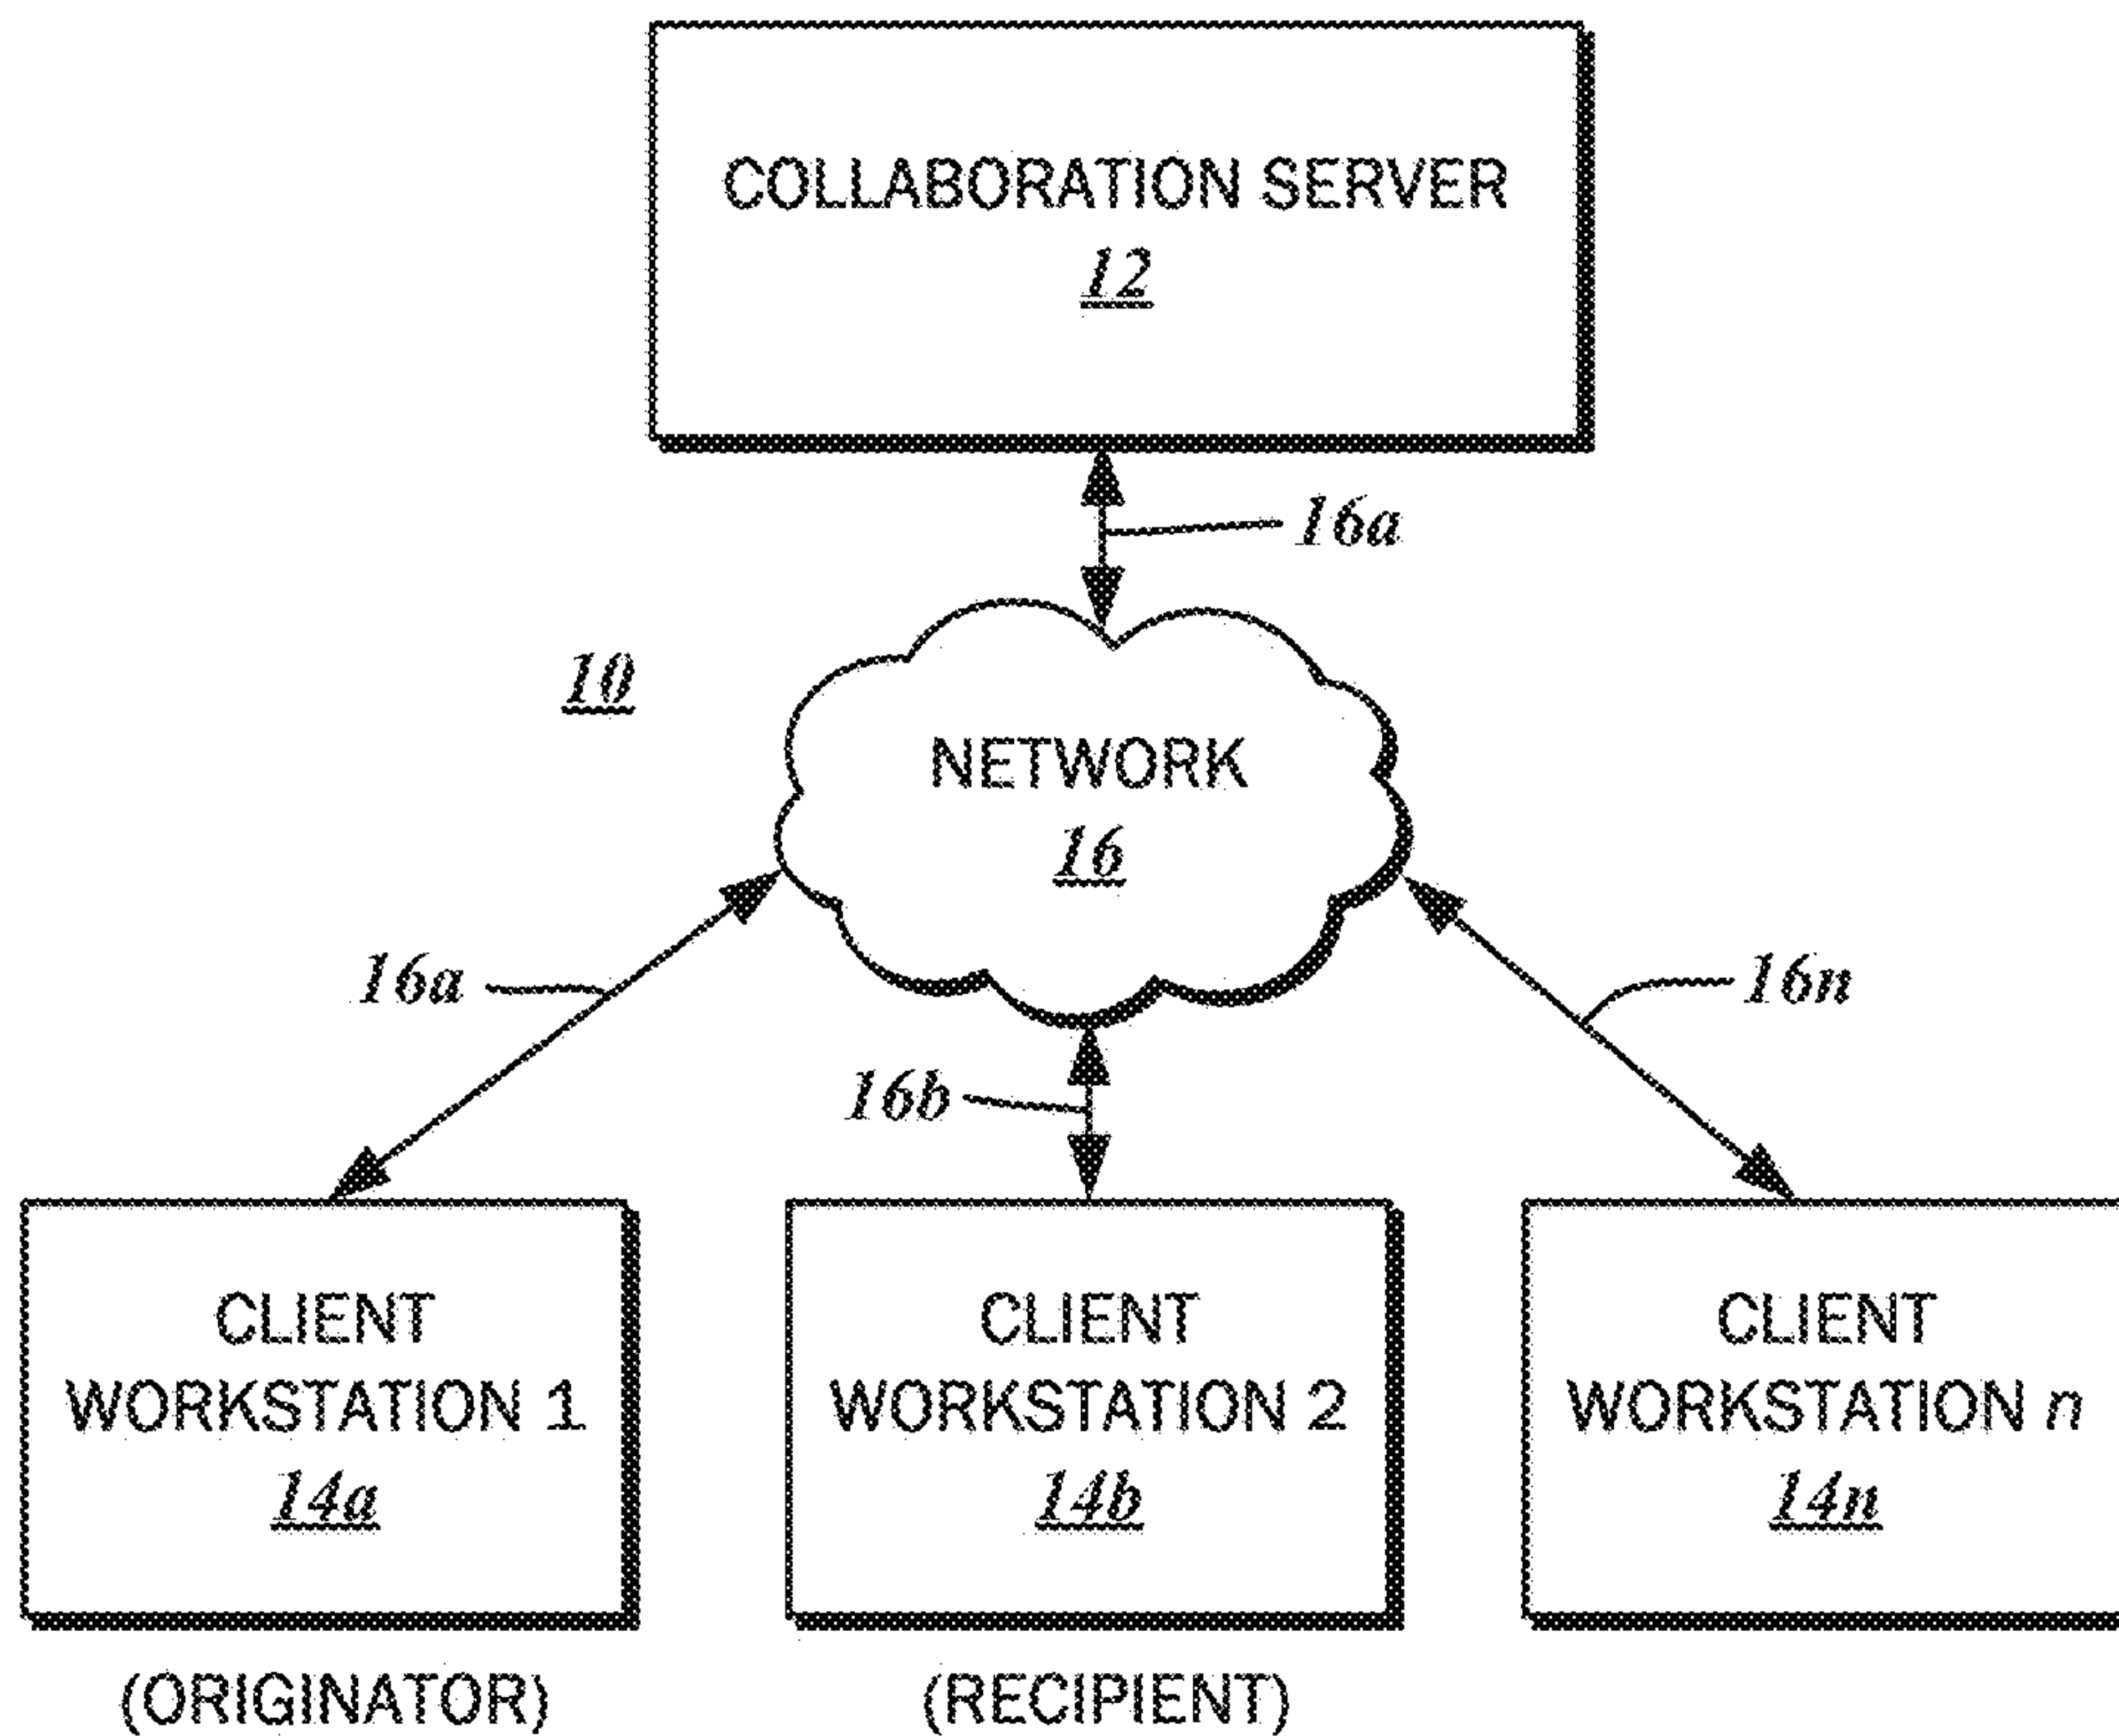 COLLABORATION SERVER
12
16a
10
NETWORK
16
16a
16n
16b
CLIENT
WORKSTATION 1
14a
CLIENT
WORKSTATION 2
14b
CLIENT
WORKSTATION n
14n
(ORIGINATOR)
(RECIPIENT)